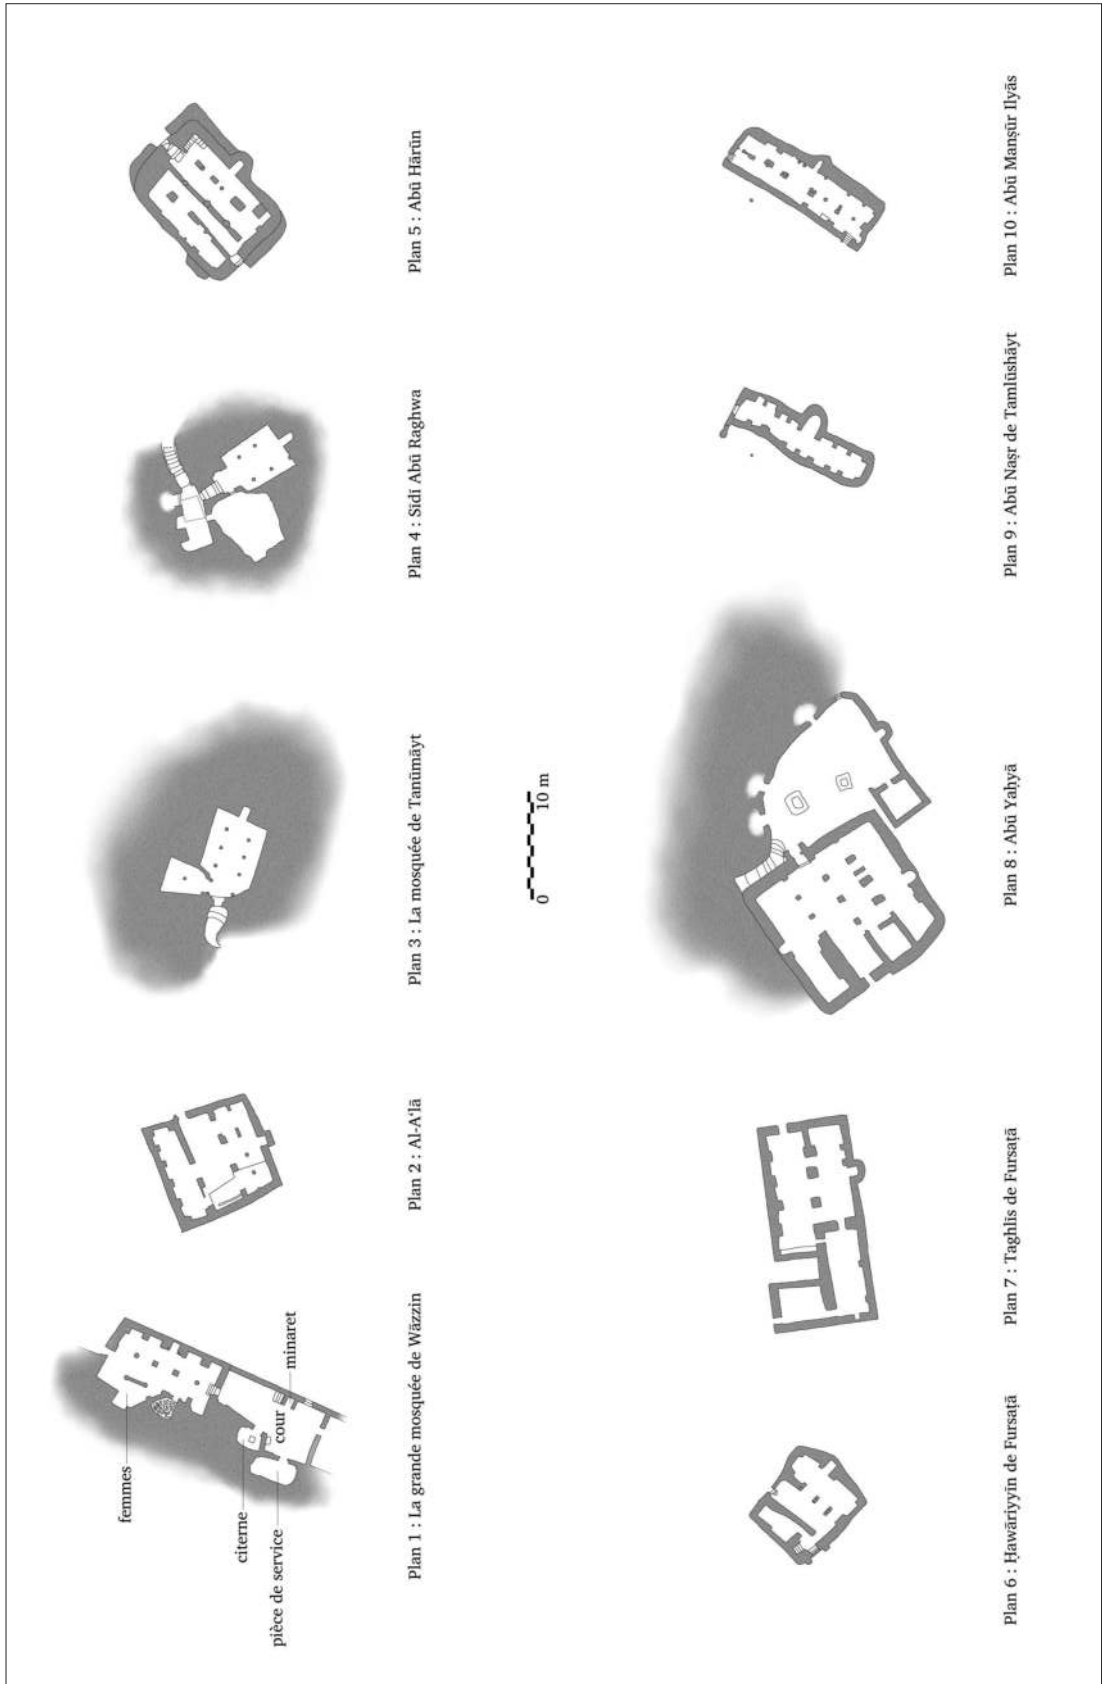 femmes
citerne
pièce de service
cour
minaret
Plan 1 : La grande mosquée de Wāzzin
Plan 2 : Al-A‘lā
Plan 3 : La mosquée de Tanūmāyt
Plan 4 : Sīdī Abū Raghwa
Plan 5 : Abū Hārūn
0
10 m
Plan 6 : Ḥawāriyyīn de Fursaṭā
Plan 7 : Taghlīs de Fursaṭā
Plan 8 : Abū Yaḥyā
Plan 9 : Abū Naṣr de Tamlūshāyt
Plan 10 : Abū Manṣūr Ilyās